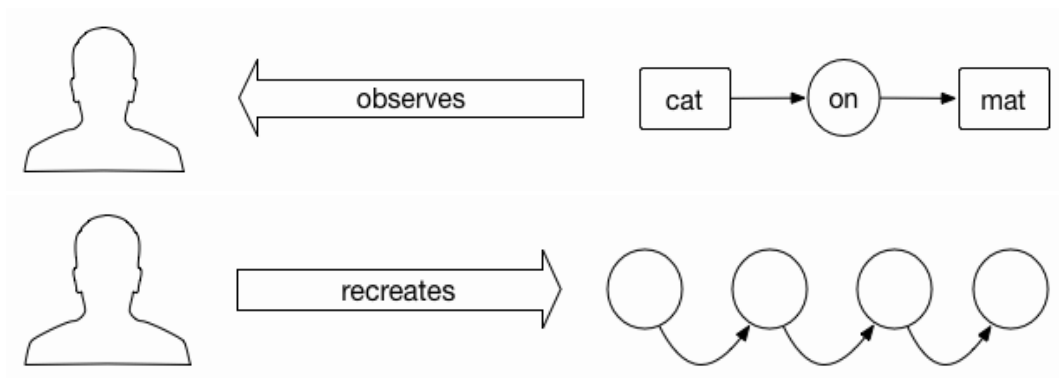 observes
cat on mat
recreates